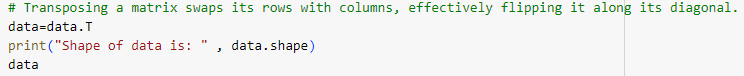 # Transposing a matrix swaps its rows with columns, effectively flipping it along its diagonal.
data=data.T
print("Shape of data is: " , data.shape)
data